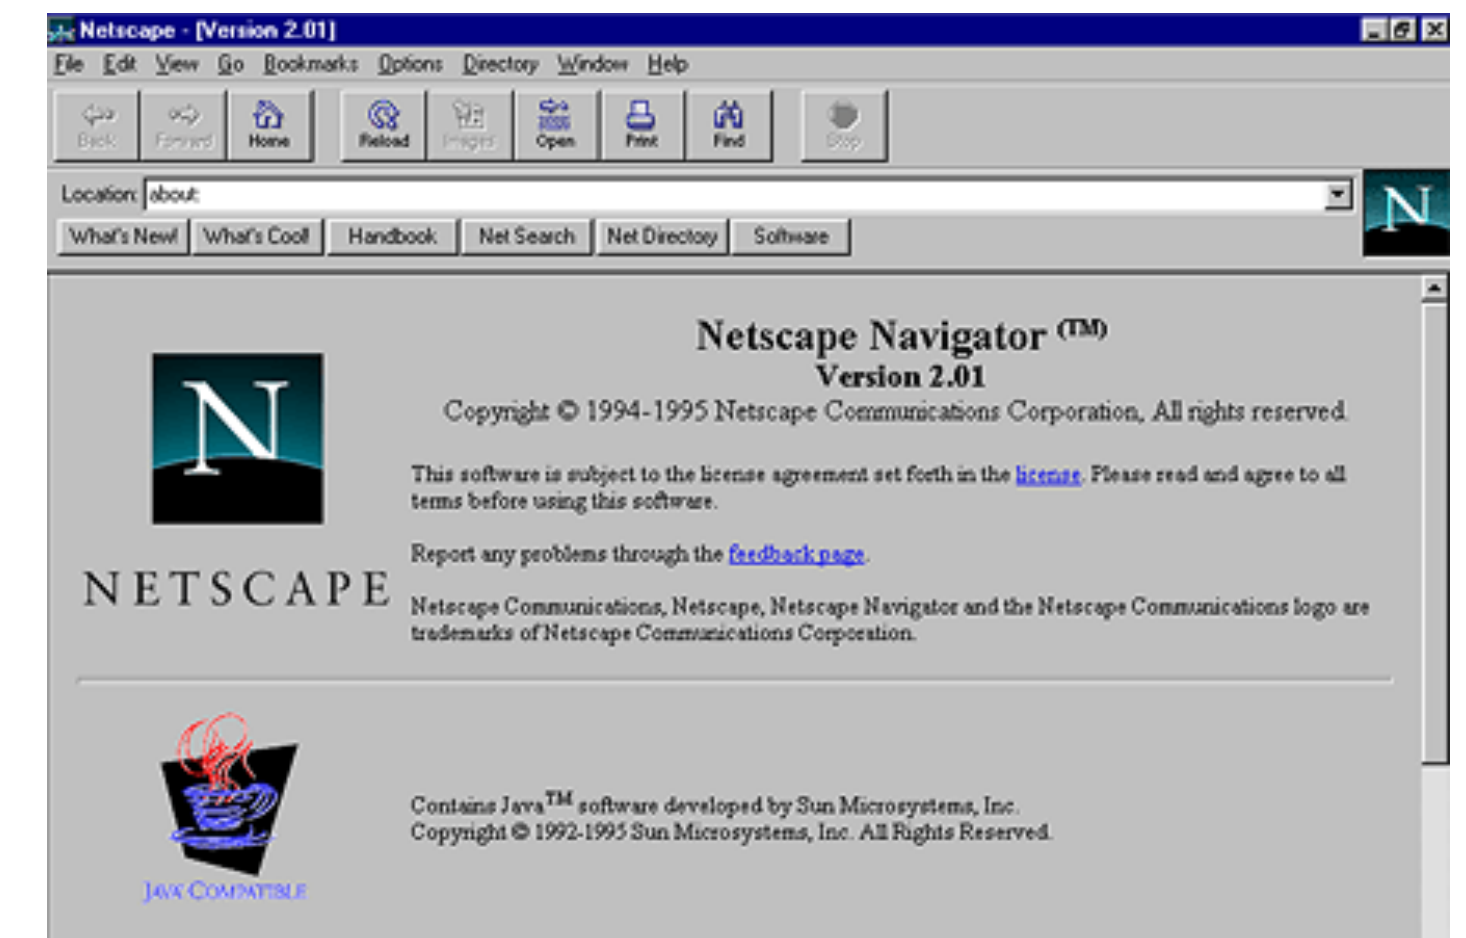 Netscape - [Version 2.01]
File Edit View Go Bookmarks Options Directory Window Help
Back Forward Home Reload Images Open Print Find Stop
Location: about:
N
What's New! What's Cool! Handbook Net Search Net Directory Software
Netscape Navigator (TM)
Version 2.01
Copyright © 1994-1995 Netscape Communications Corporation, All rights reserved.
N
This software is subject to the license agreement set forth in the license. Please read and agree to all
terms before using this software.
Report any problems through the feedback page.
NETSCAPE
Netscape Communications, Netscape, Netscape Navigator and the Netscape Communications logo are
trademarks of Netscape Communications Corporation.
Contains Java™ software developed by Sun Microsystems, Inc.
Copyright © 1992-1995 Sun Microsystems, Inc. All Rights Reserved.
JAVA COMPATIBLE